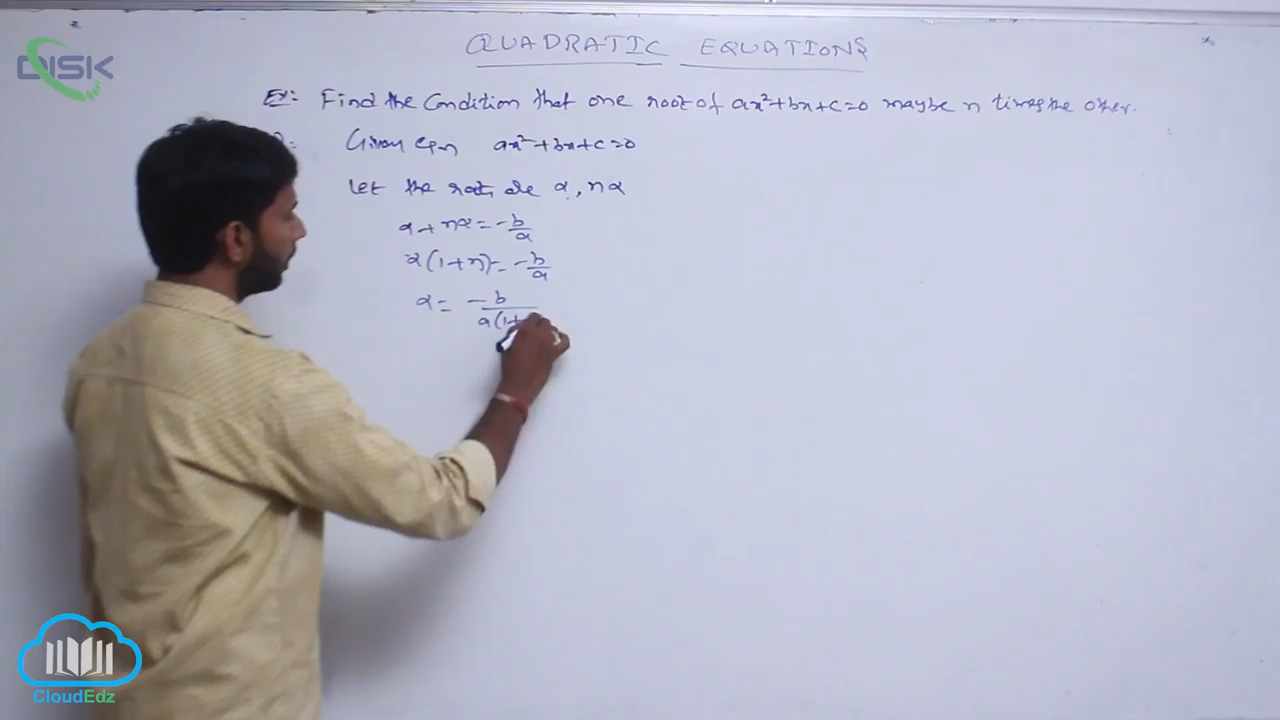 DISK
QUADRATIC EQUATIONS
Ex:- Find the Condition that one root of ax²+bx+c=0 maybe n times the other.
Given Eqn ax²+bx+c=0
Let the roots are α, nα
α+nα = -b/a
α(1+n) = -b/a
α = -b/a(1+
CloudEdz